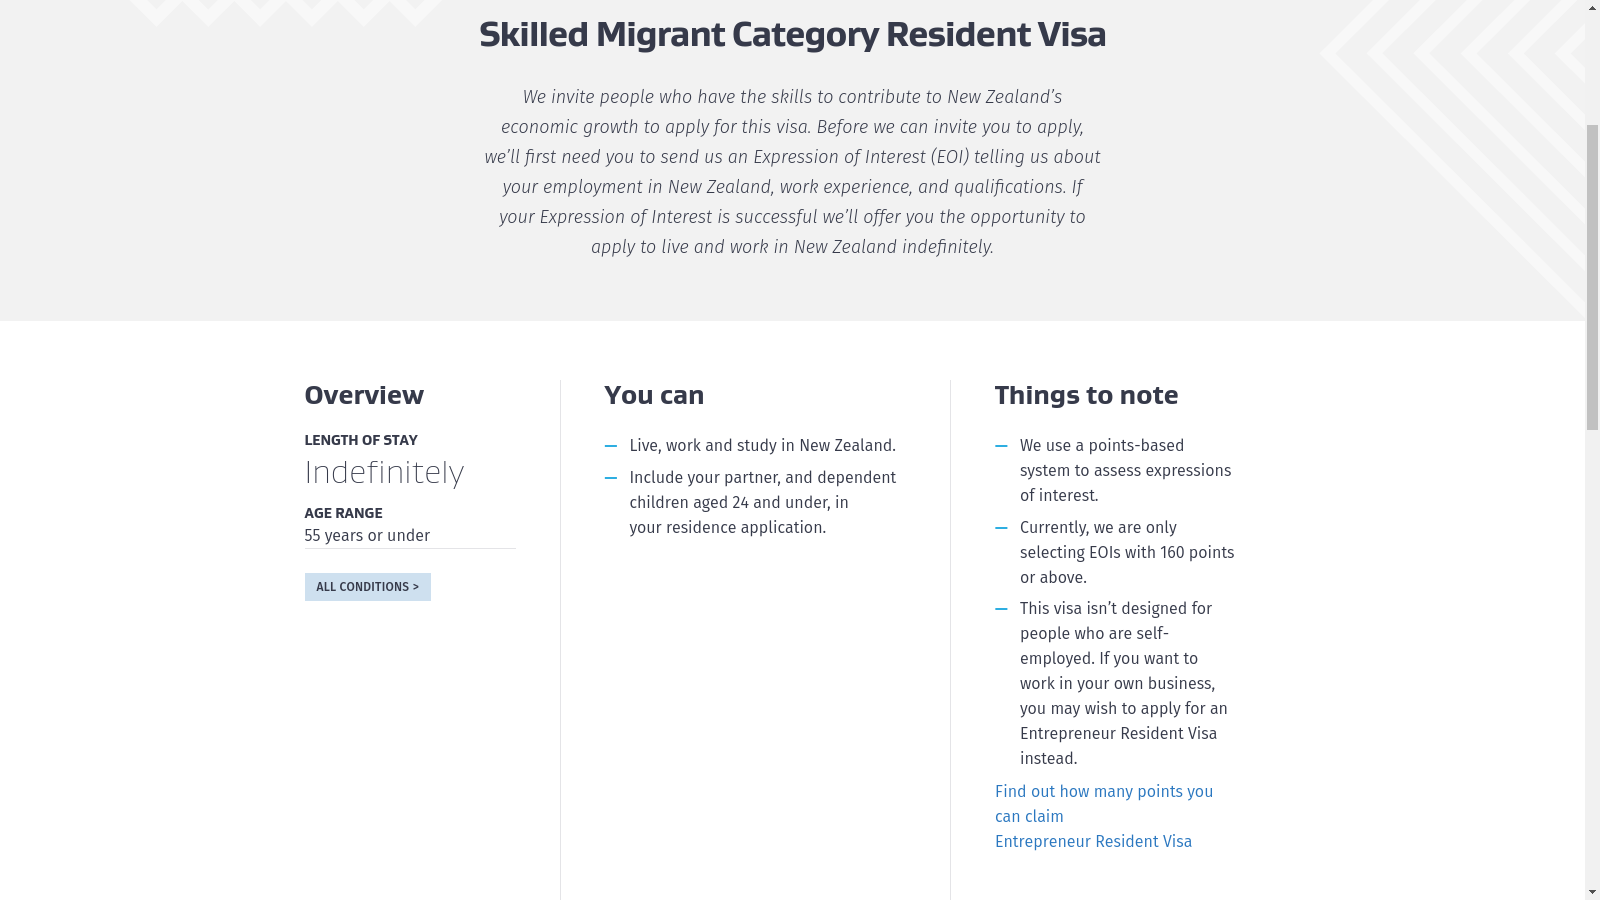 Skilled Migrant Category Resident Visa
We invite people who have the skills to contribute to New Zealand’s
economic growth to apply for this visa. Before we can invite you to apply,
we’ll first need you to send us an Expression of Interest (EOI) telling us about
your employment in New Zealand, work experience, and qualifications. If
your Expression of Interest is successful we’ll offer you the opportunity to
apply to live and work in New Zealand indefinitely.
Overview
LENGTH OF STAY
Indefinitely
AGE RANGE
55 years or under
ALL CONDITIONS >
You can
Live, work and study in New Zealand.
Include your partner, and dependent
children aged 24 and under, in
your residence application.
Things to note
We use a points-based
system to assess expressions
of interest.
Currently, we are only
selecting EOIs with 160 points
or above.
This visa isn’t designed for
people who are self-
employed. If you want to
work in your own business,
you may wish to apply for an
Entrepreneur Resident Visa
instead.
Find out how many points you
can claim
Entrepreneur Resident Visa